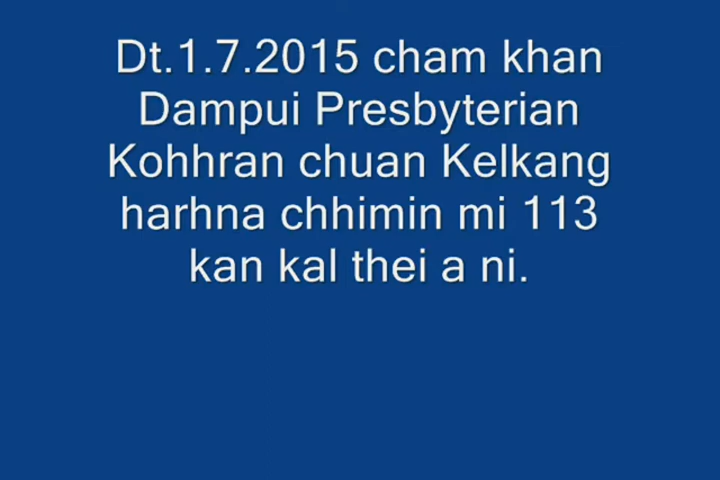 Dt.1.7.2015 cham khan
Dampui Presbyterian
Kohhran chuan Kelkang
harhna chhimin mi 113
kan kal thei a ni.